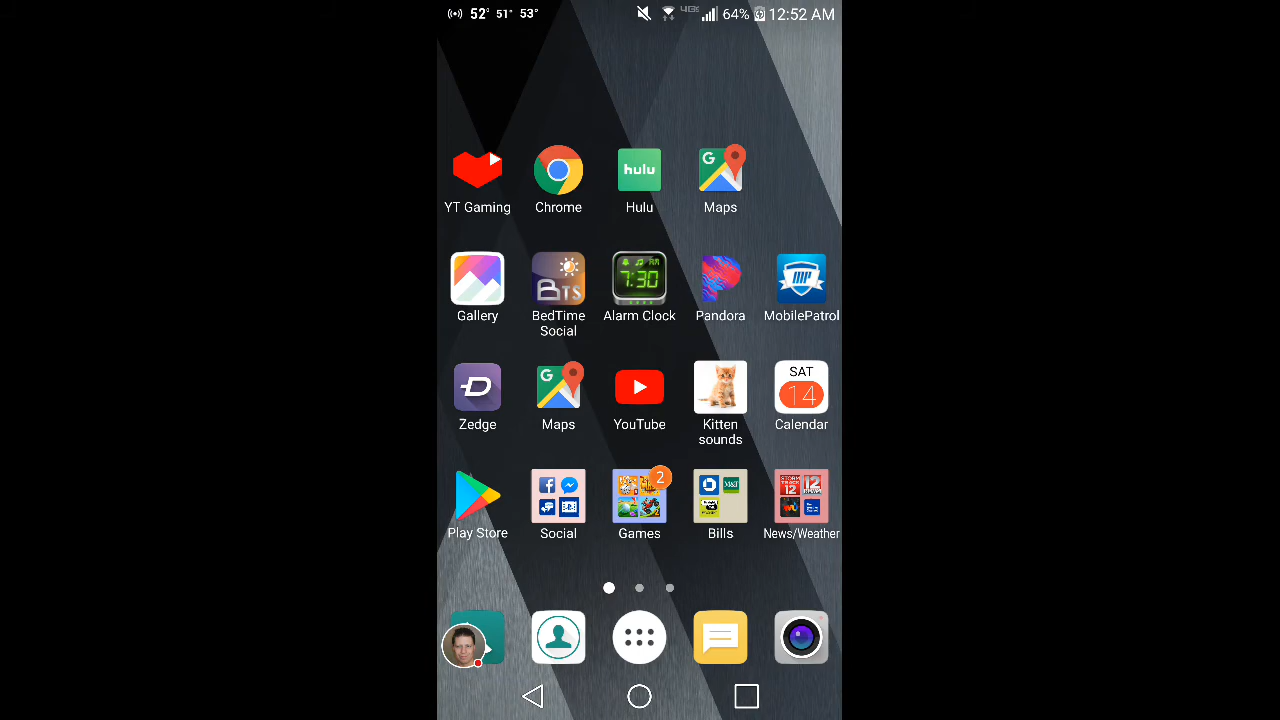 52° 51° 53° 64% 12:52 AM
hulu
G
YT Gaming Chrome Hulu Maps
7:30
BTS
Gallery BedTime Social Alarm Clock Pandora MobilePatrol
G
SAT
14
Zedge Maps YouTube Kitten sounds Calendar
2
Play Store Social Games Bills News/Weather